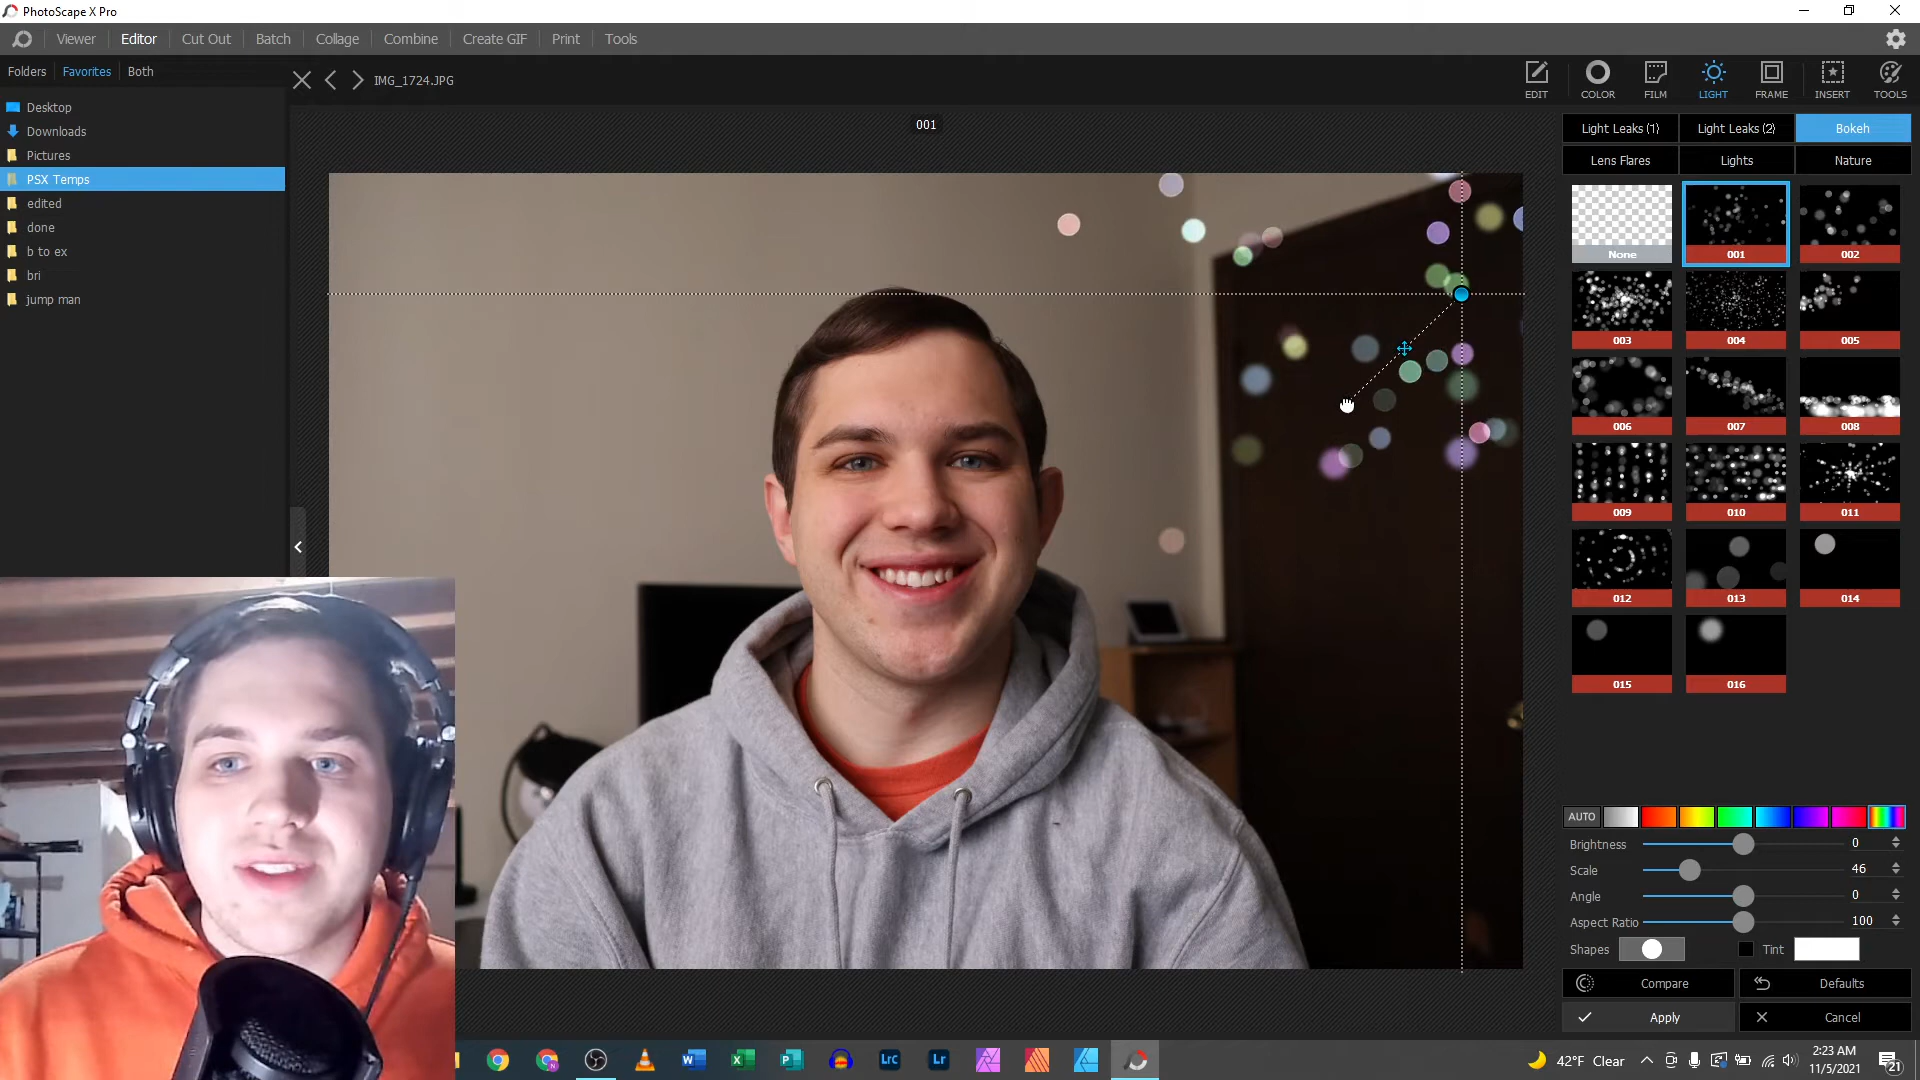 PhotoScape X Pro
Viewer Editor Cut Out Batch Collage Combine Create GIF Print Tools
Folders Favorites Both
IMG_1724.JPG
EDIT COLOR FILM LIGHT FRAME INSERT TOOLS
Desktop
Downloads
Pictures
PSX Temps
edited
done
b to ex
bri
jump man
001
Light Leaks (1) Light Leaks (2) Bokeh
Lens Flares Lights Nature
None 001 002
003 004 005
006 007 008
009 010 011
012 013 014
015 016
AUTO
Brightness 0
Scale 46
Angle 0
Aspect Ratio 100
Shapes Tint
Compare Defaults
Apply Cancel
W X P LrC Lr
42°F Clear
2:23 AM
11/5/2021
21